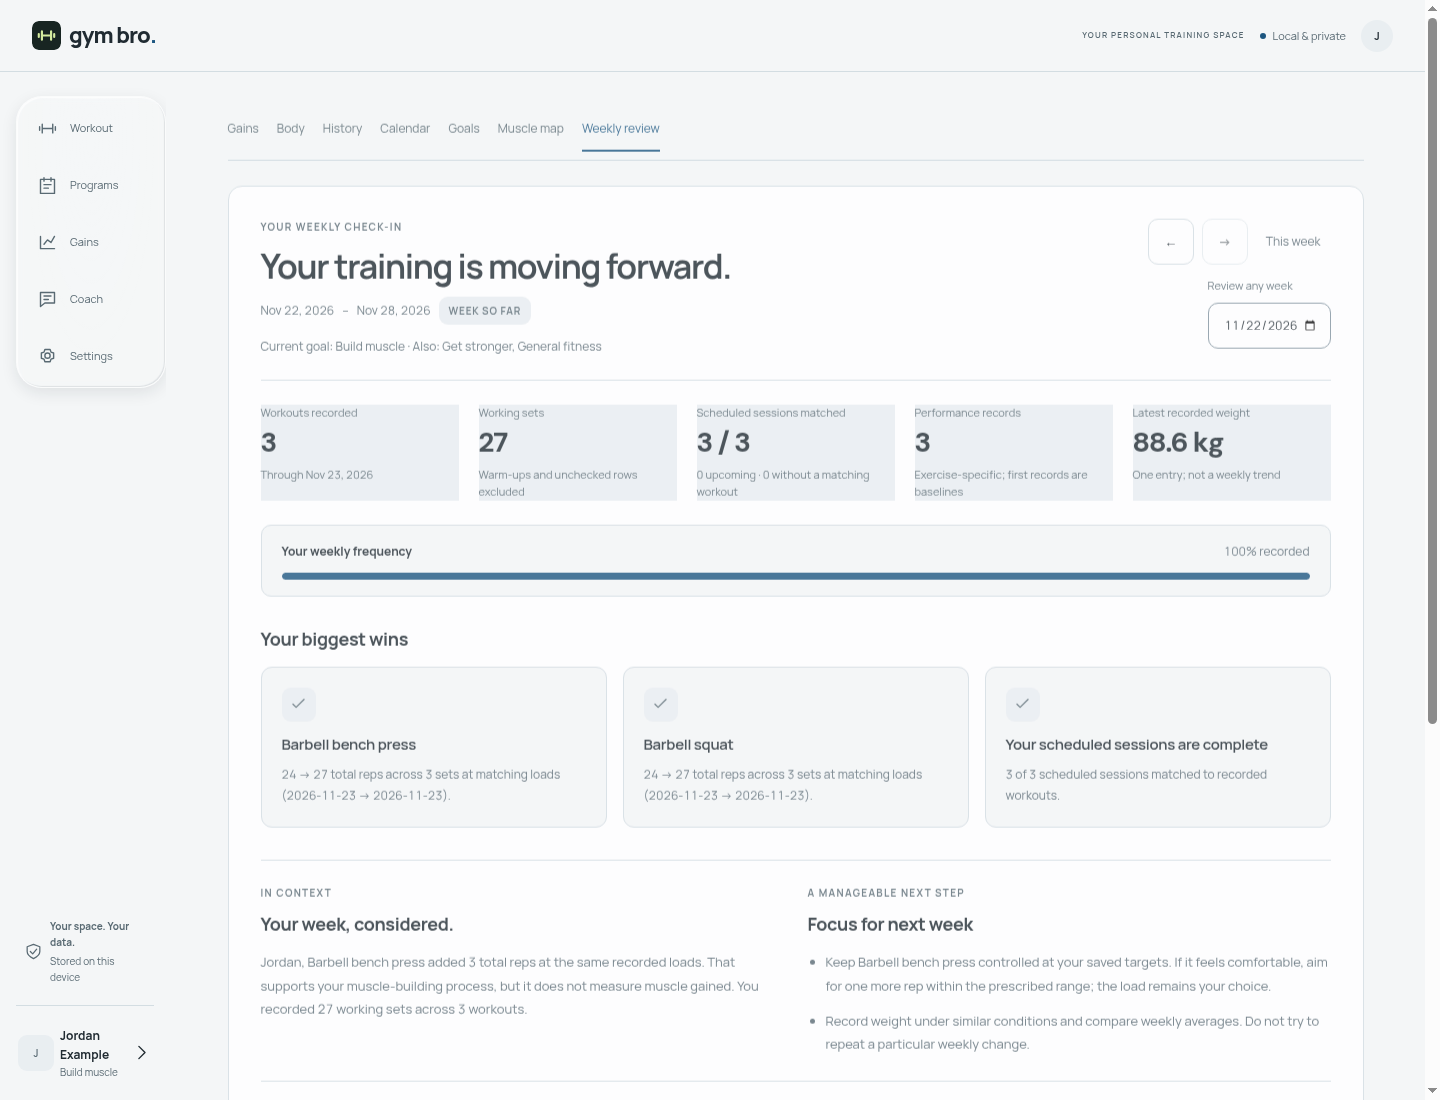 gym bro.
YOUR PERSONAL TRAINING SPACE
Local & private
J
Workout
Programs
Gains
Coach
Settings
Your space. Your
data.
Stored on this
device
J
Jordan
Example
Build muscle
Gains Body History Calendar Goals Muscle map Weekly review
YOUR WEEKLY CHECK-IN
Your training is moving forward.
Nov 22, 2026 – Nov 28, 2026 WEEK SO FAR
Current goal: Build muscle · Also: Get stronger, General fitness
← → This week
Review any week
11/22/2026
Workouts recorded
3
Through Nov 23, 2026
Working sets
27
Warm-ups and unchecked rows
excluded
Scheduled sessions matched
3 / 3
0 upcoming · 0 without a matching
workout
Performance records
3
Exercise-specific; first records are
baselines
Latest recorded weight
88.6 kg
One entry; not a weekly trend
Your weekly frequency
100% recorded
Your biggest wins
Barbell bench press
24 → 27 total reps across 3 sets at matching loads
(2026-11-23 → 2026-11-23).
Barbell squat
24 → 27 total reps across 3 sets at matching loads
(2026-11-23 → 2026-11-23).
Your scheduled sessions are complete
3 of 3 scheduled sessions matched to recorded
workouts.
IN CONTEXT
Your week, considered.
Jordan, Barbell bench press added 3 total reps at the same recorded loads. That
supports your muscle-building process, but it does not measure muscle gained. You
recorded 27 working sets across 3 workouts.
A MANAGEABLE NEXT STEP
Focus for next week
Keep Barbell bench press controlled at your saved targets. If it feels comfortable, aim
for one more rep within the prescribed range; the load remains your choice.
Record weight under similar conditions and compare weekly averages. Do not try to
repeat a particular weekly change.